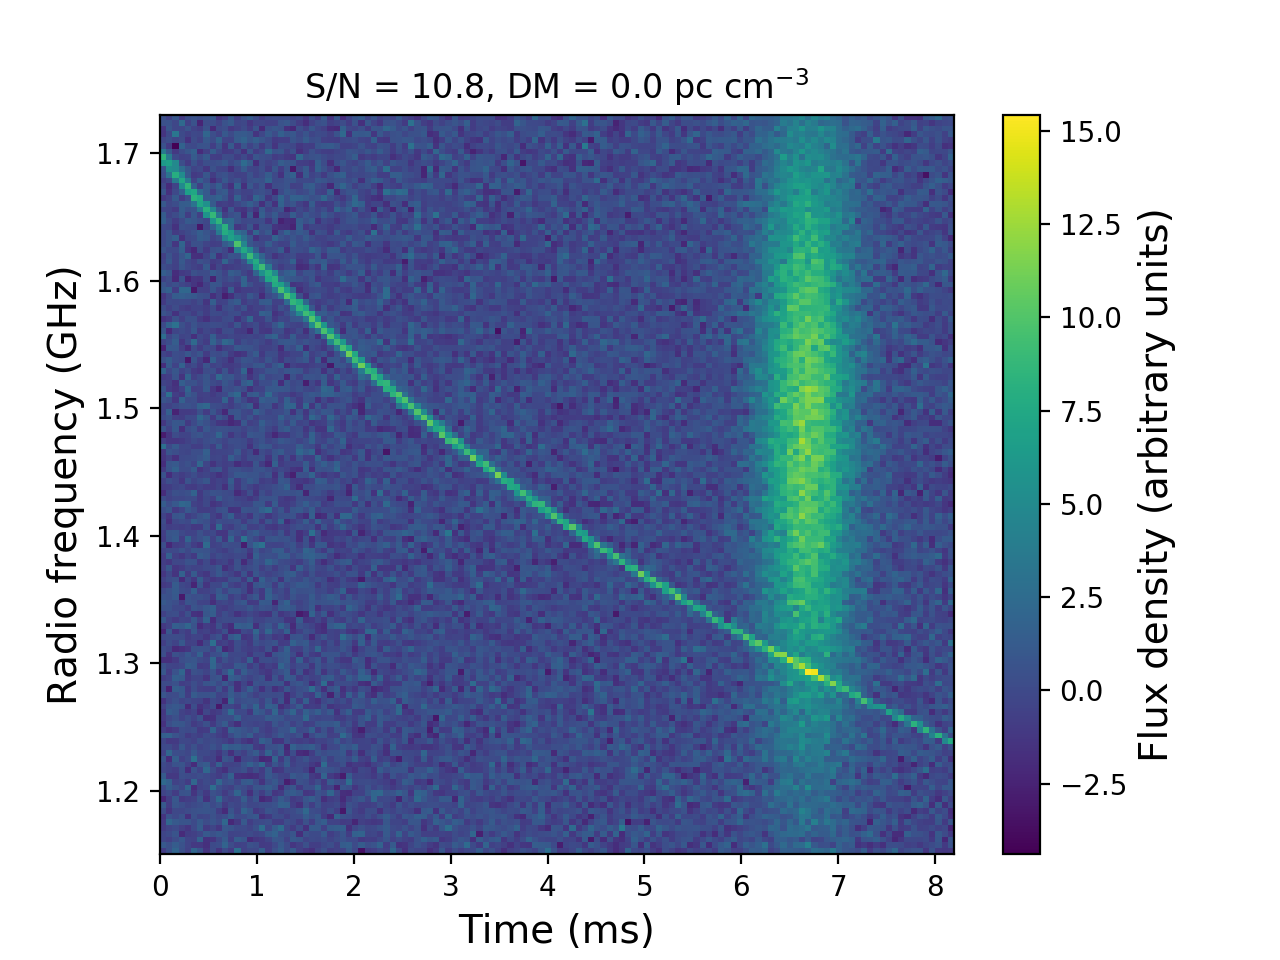 S/N = 10.8, DM = 0.0 pc cm⁻³
Radio frequency (GHz)
1.7
1.6
1.5
1.4
1.3
1.2
0 1 2 3 4 5 6 7 8
Time (ms)
15.0
12.5
10.0
7.5
5.0
2.5
0.0
−2.5
Flux density (arbitrary units)